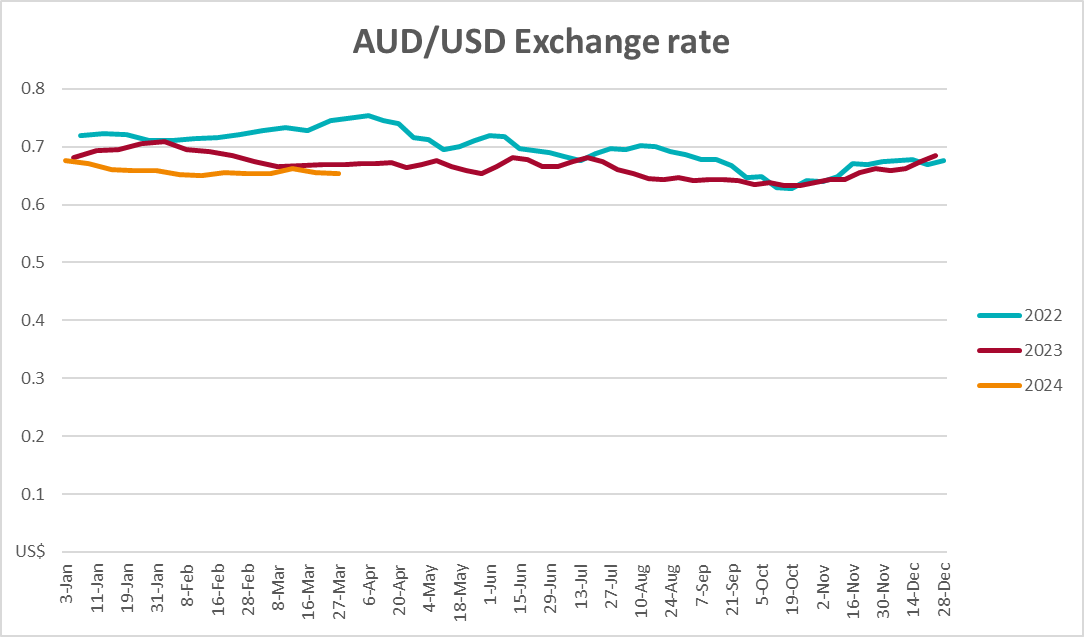 AUD/USD Exchange rate
0.8
0.7
0.6
0.5
0.4
0.3
0.2
0.1
US$
3-Jan
11-Jan
19-Jan
31-Jan
8-Feb
16-Feb
28-Feb
8-Mar
16-Mar
27-Mar
6-Apr
20-Apr
4-May
18-May
1-Jun
15-Jun
29-Jun
13-Jul
27-Jul
10-Aug
24-Aug
7-Sep
21-Sep
5-Oct
19-Oct
2-Nov
16-Nov
30-Nov
14-Dec
28-Dec
2022
2023
2024